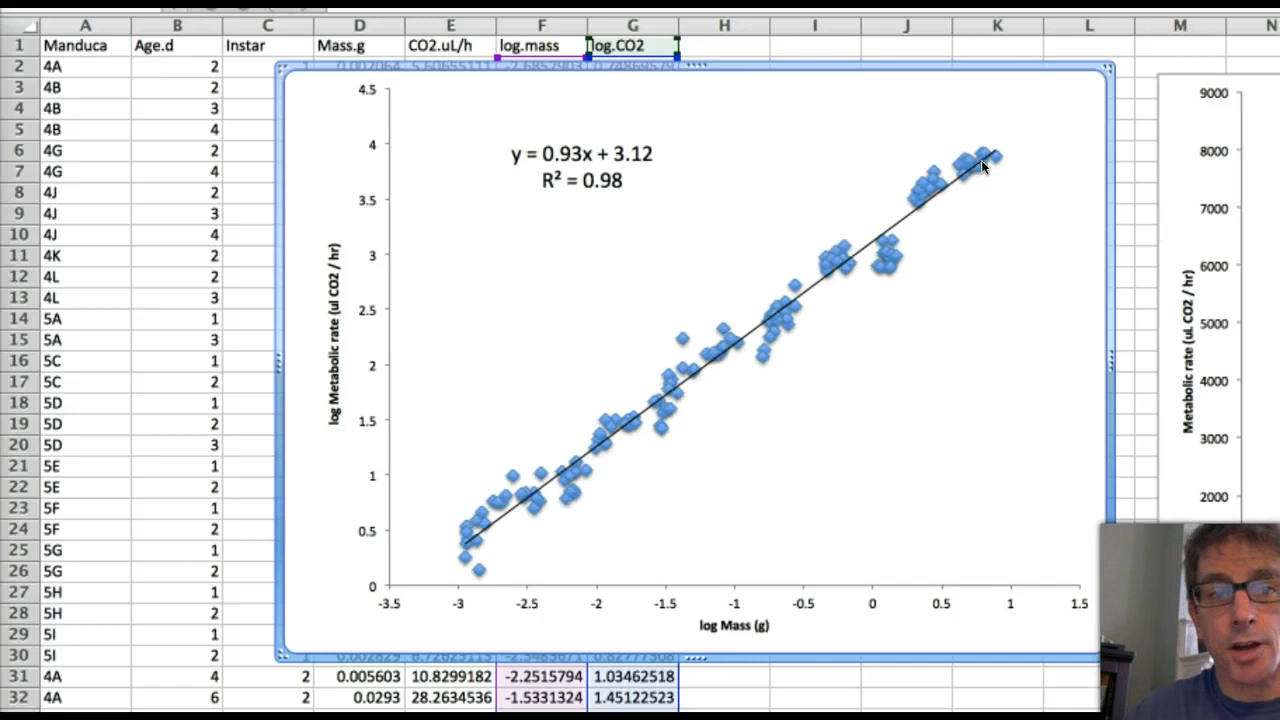 A B C D E F G H I J K L M N
1 Manduca Age.d Instar Mass.g CO2.uL/h log.mass log.CO2
2 4A 2 1 0.002064 5.60655111 -2.6852903 0.74869579
3 4B 2
4 4B 3
5 4B 4
6 4G 2
7 4G 4
8 4J 2
9 4J 3
10 4J 4
11 4K 2
12 4L 2
13 4L 3
14 5A 1
15 5A 3
16 5C 1
17 5C 2
18 5D 1
19 5D 2
20 5D 3
21 5E 1
22 5E 2
23 5F 1
24 5F 2
25 5G 1
26 5G 2
27 5H 1
28 5H 2
29 5I 1
30 5I 2
31 4A 4 2 0.005603 10.8299182 -2.2515794 1.03462518
32 4A 6 2 0.0293 28.2634536 -1.5331324 1.45122523
y = 0.93x + 3.12
R² = 0.98
4.5
4
3.5
3
2.5
2
1.5
1
0.5
0
log Metabolic rate (ul CO2 / hr)
-3.5 -3 -2.5 -2 -1.5 -1 -0.5 0 0.5 1 1.5
log Mass (g)
9000
8000
7000
6000
5000
4000
3000
2000
Metabolic rate (uL CO2 / hr)